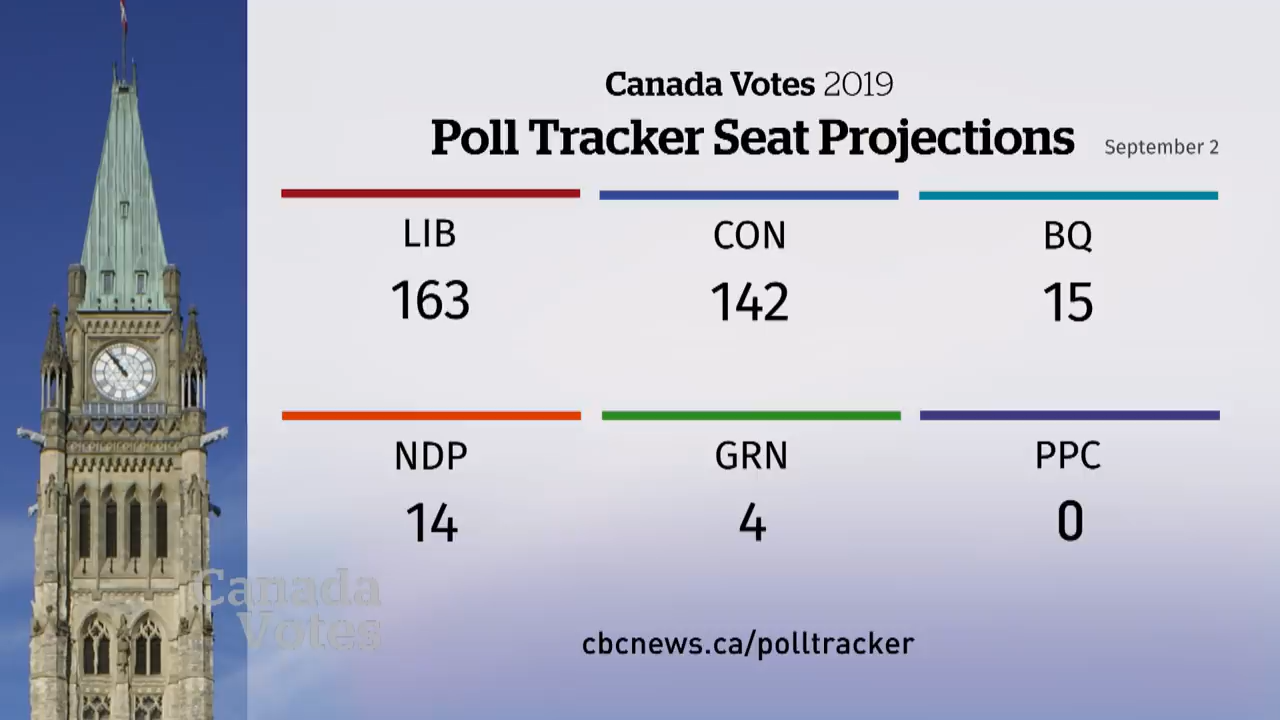 Canada Votes 2019
Poll Tracker Seat Projections September 2
LIB
163
CON
142
BQ
15
NDP
14
GRN
4
PPC
0
Canada
Votes
cbcnews.ca/polltracker